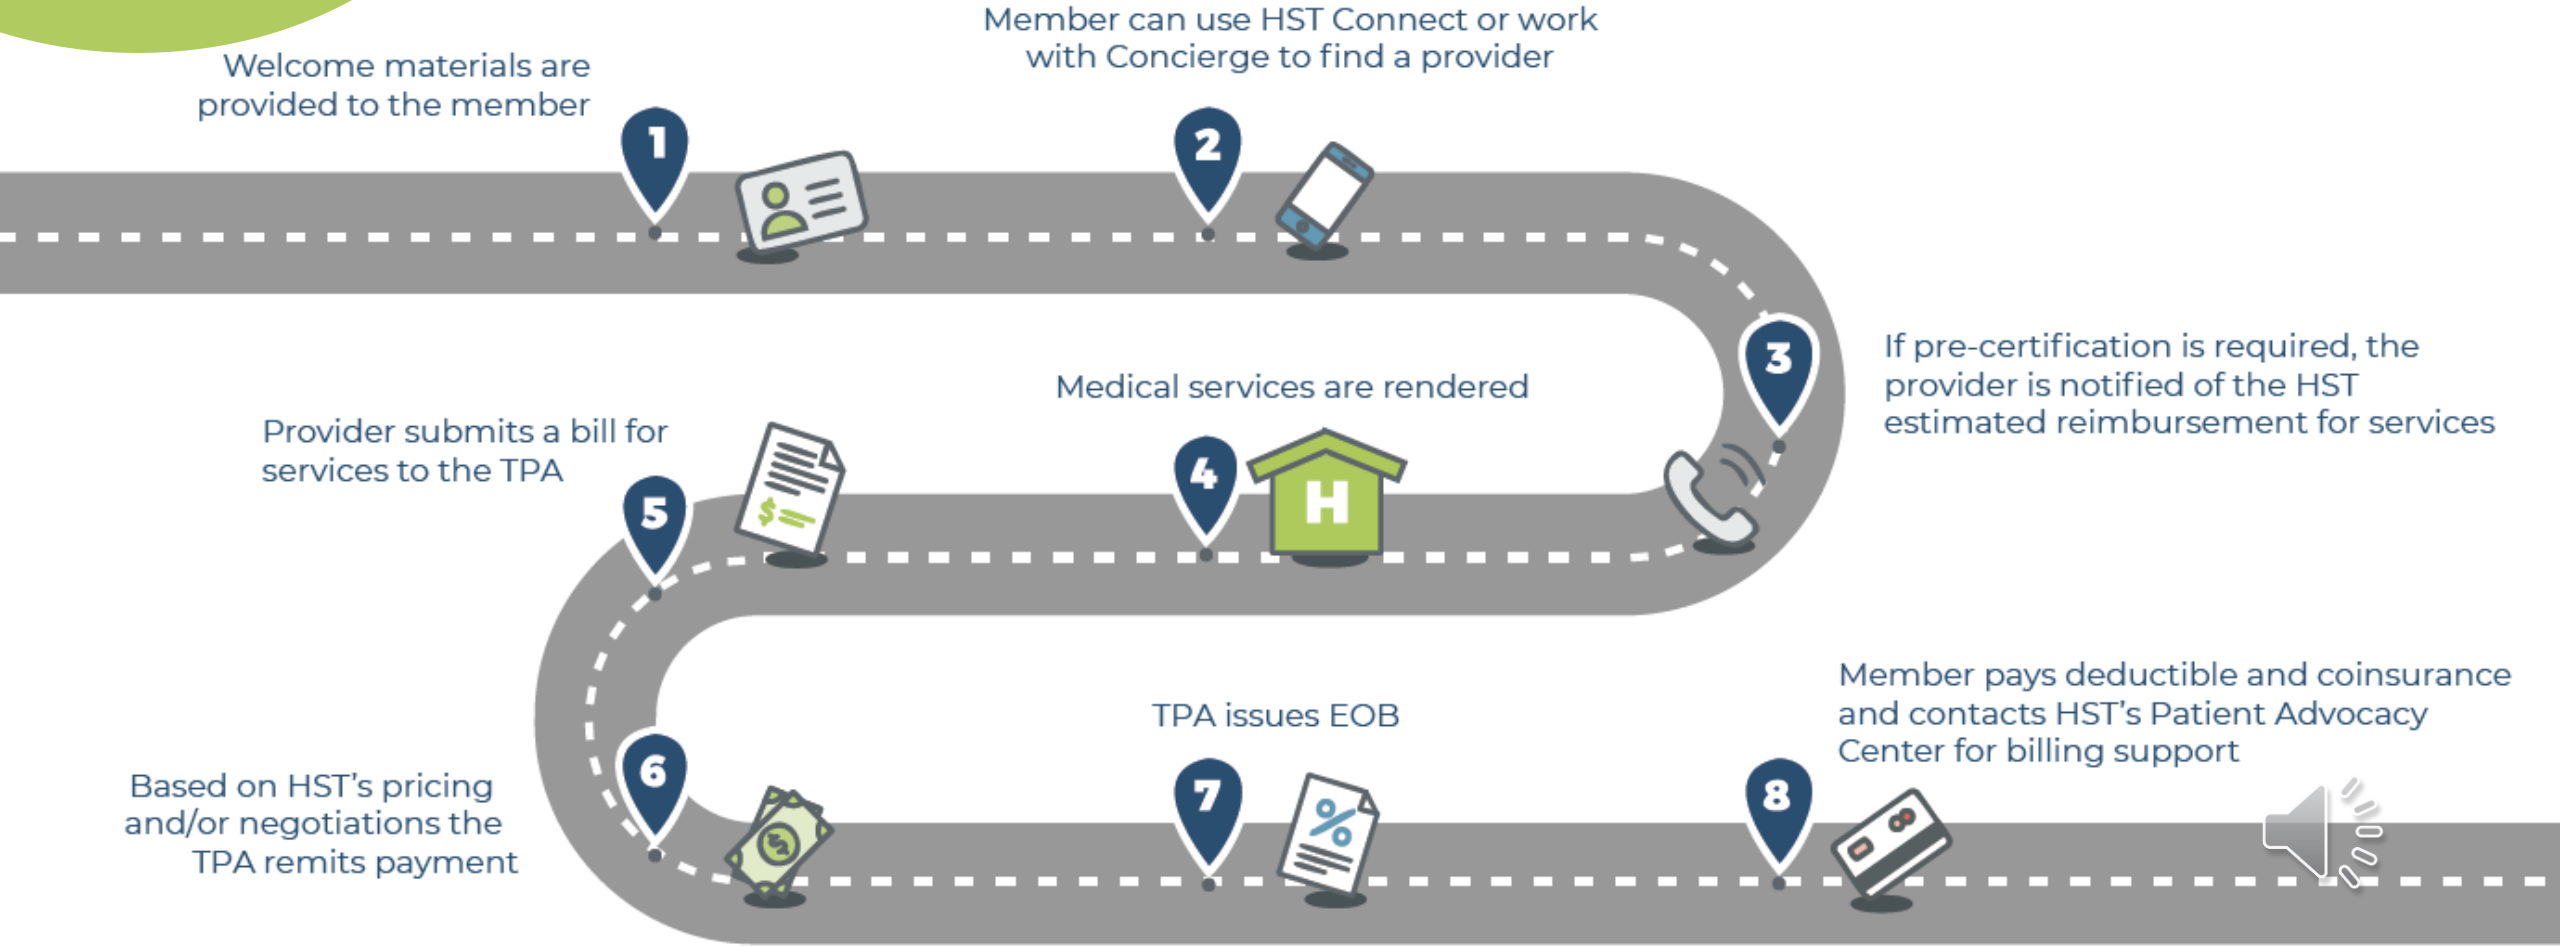 Welcome materials are
provided to the member
1
Member can use HST Connect or work
with Concierge to find a provider
2
If pre-certification is required, the
provider is notified of the HST
estimated reimbursement for services
3
Medical services are rendered
4
H
Provider submits a bill for
services to the TPA
5
$
Based on HST's pricing
and/or negotiations the
TPA remits payment
6
$
TPA issues EOB
7
%
Member pays deductible and coinsurance
and contacts HST's Patient Advocacy
Center for billing support
8